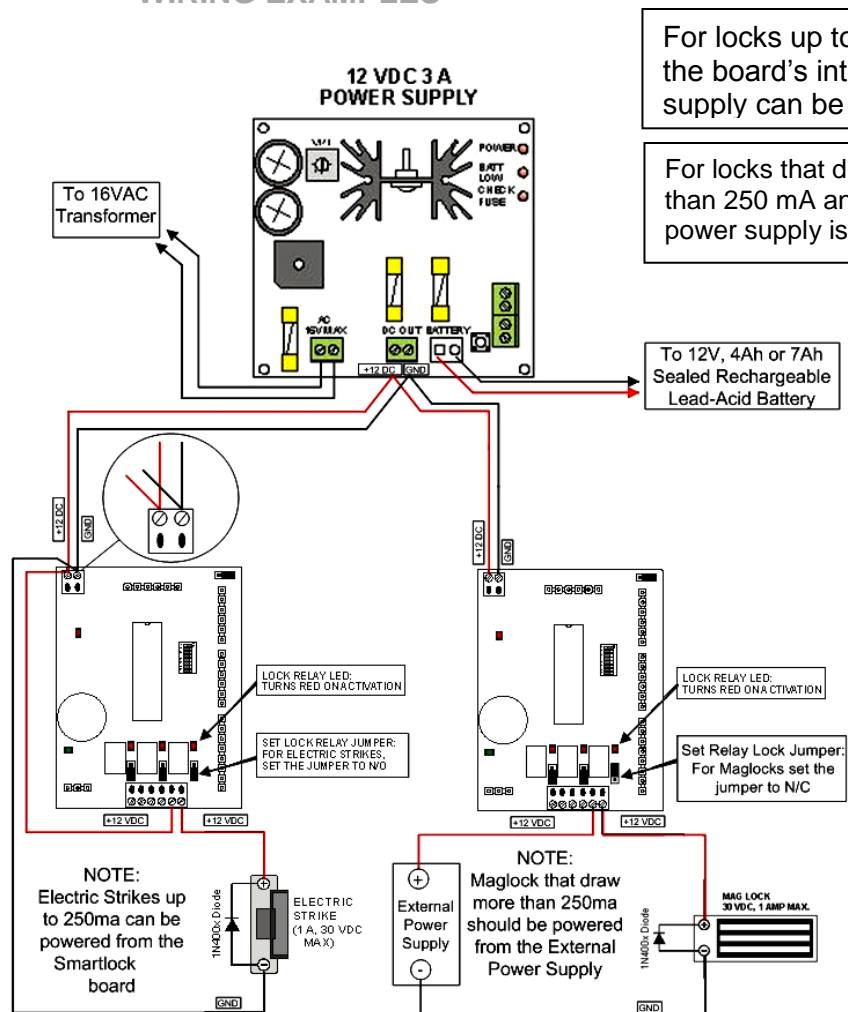 WIRING EXAMPLES
For locks up to
the board's int
supply can be
12 VDC 3 A
POWER SUPPLY
For locks that d
than 250 mA an
power supply is
POWER
BATT
LOW
CHECK
FUSE
To 16VAC
Transformer
AC
16V MAX
DC OUT
BATTERY
+12 DC
GND
To 12V, 4Ah or 7Ah
Sealed Rechargeable
Lead-Acid Battery
+12 DC
GND
+12 DC
GND
LOCK RELAY LED:
TURNS RED ON ACTIVATION
SET LOCK RELAY JUMPER:
FOR ELECTRIC STRIKES,
SET THE JUMPER TO N/O
LOCK RELAY LED:
TURNS RED ON ACTIVATION
Set Relay Lock Jumper:
For Maglocks set the
jumper to N/C
+12 VDC
+12 VDC
+12 VDC
+12 VDC
NOTE:
Electric Strikes up
to 250ma can be
powered from the
Smartlock
board
1N400x Diode
+
-
ELECTRIC
STRIKE
(1 A, 30 VDC
MAX)
GND
+
External
Power
Supply
-
NOTE:
Maglock that draw
more than 250ma
should be powered
from the External
Power Supply
MAG LOCK
30 VDC, 1 AMP MAX.
1N400x Diode
+
-
GND